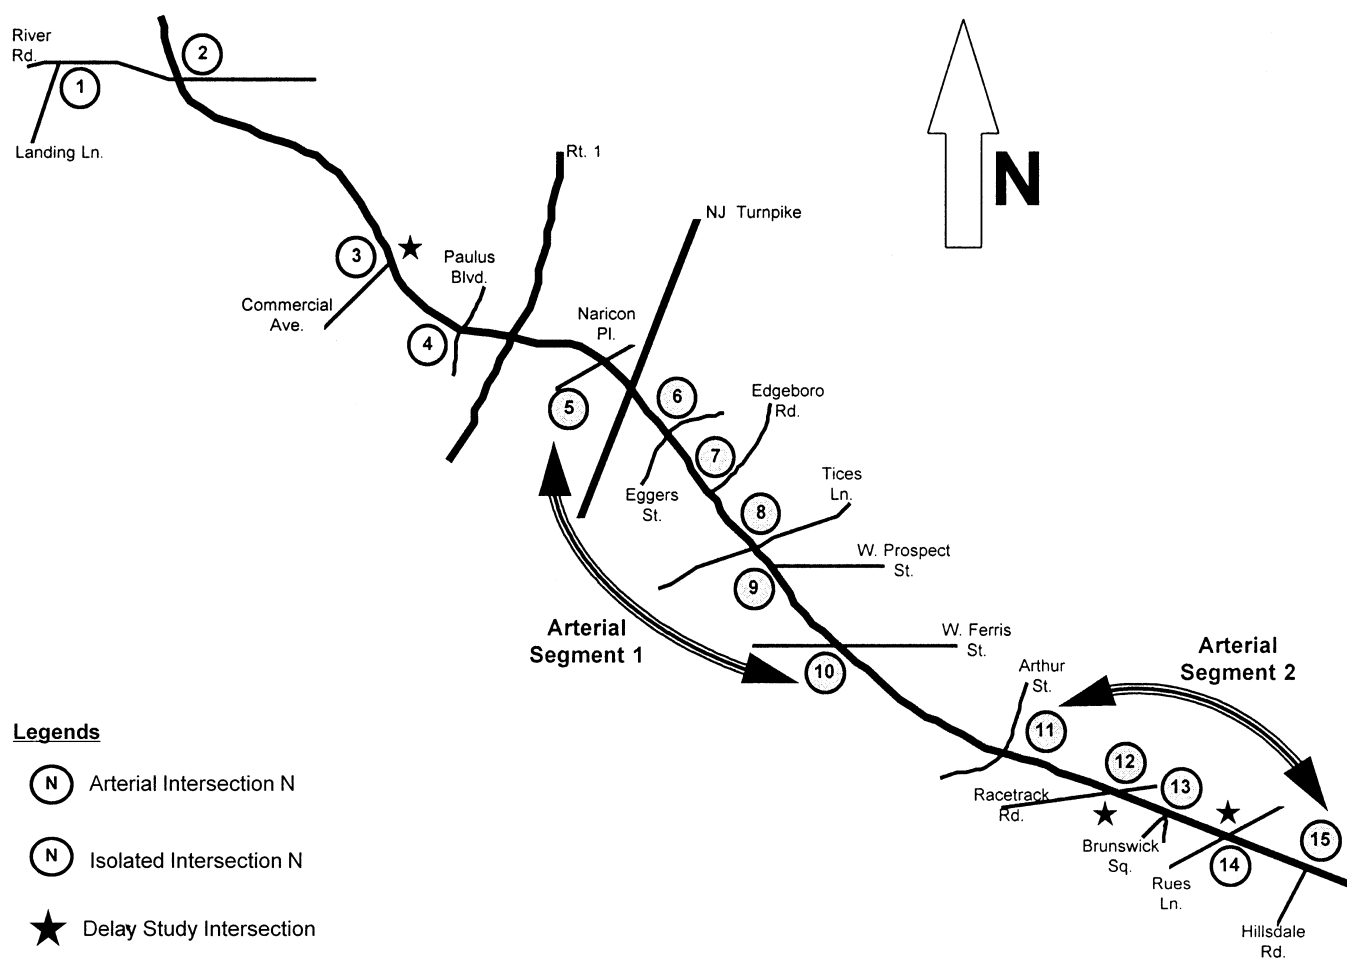 River
Rd.
1
2
Landing Ln.
Rt. 1
N
NJ Turnpike
3
Paulus
Blvd.
Commercial
Ave.
4
Naricon
Pl.
5
6
Edgeboro
Rd.
7
Eggers
St.
Tices
Ln.
8
W. Prospect
St.
9
Arterial
Segment 1
W. Ferris
St.
10
Arthur
St.
Arterial
Segment 2
11
12
13
Racetrack
Rd.
Brunswick
Sq.
14
15
Rues
Ln.
Hillsdale
Rd.
Legends
N Arterial Intersection N
N Isolated Intersection N
Delay Study Intersection